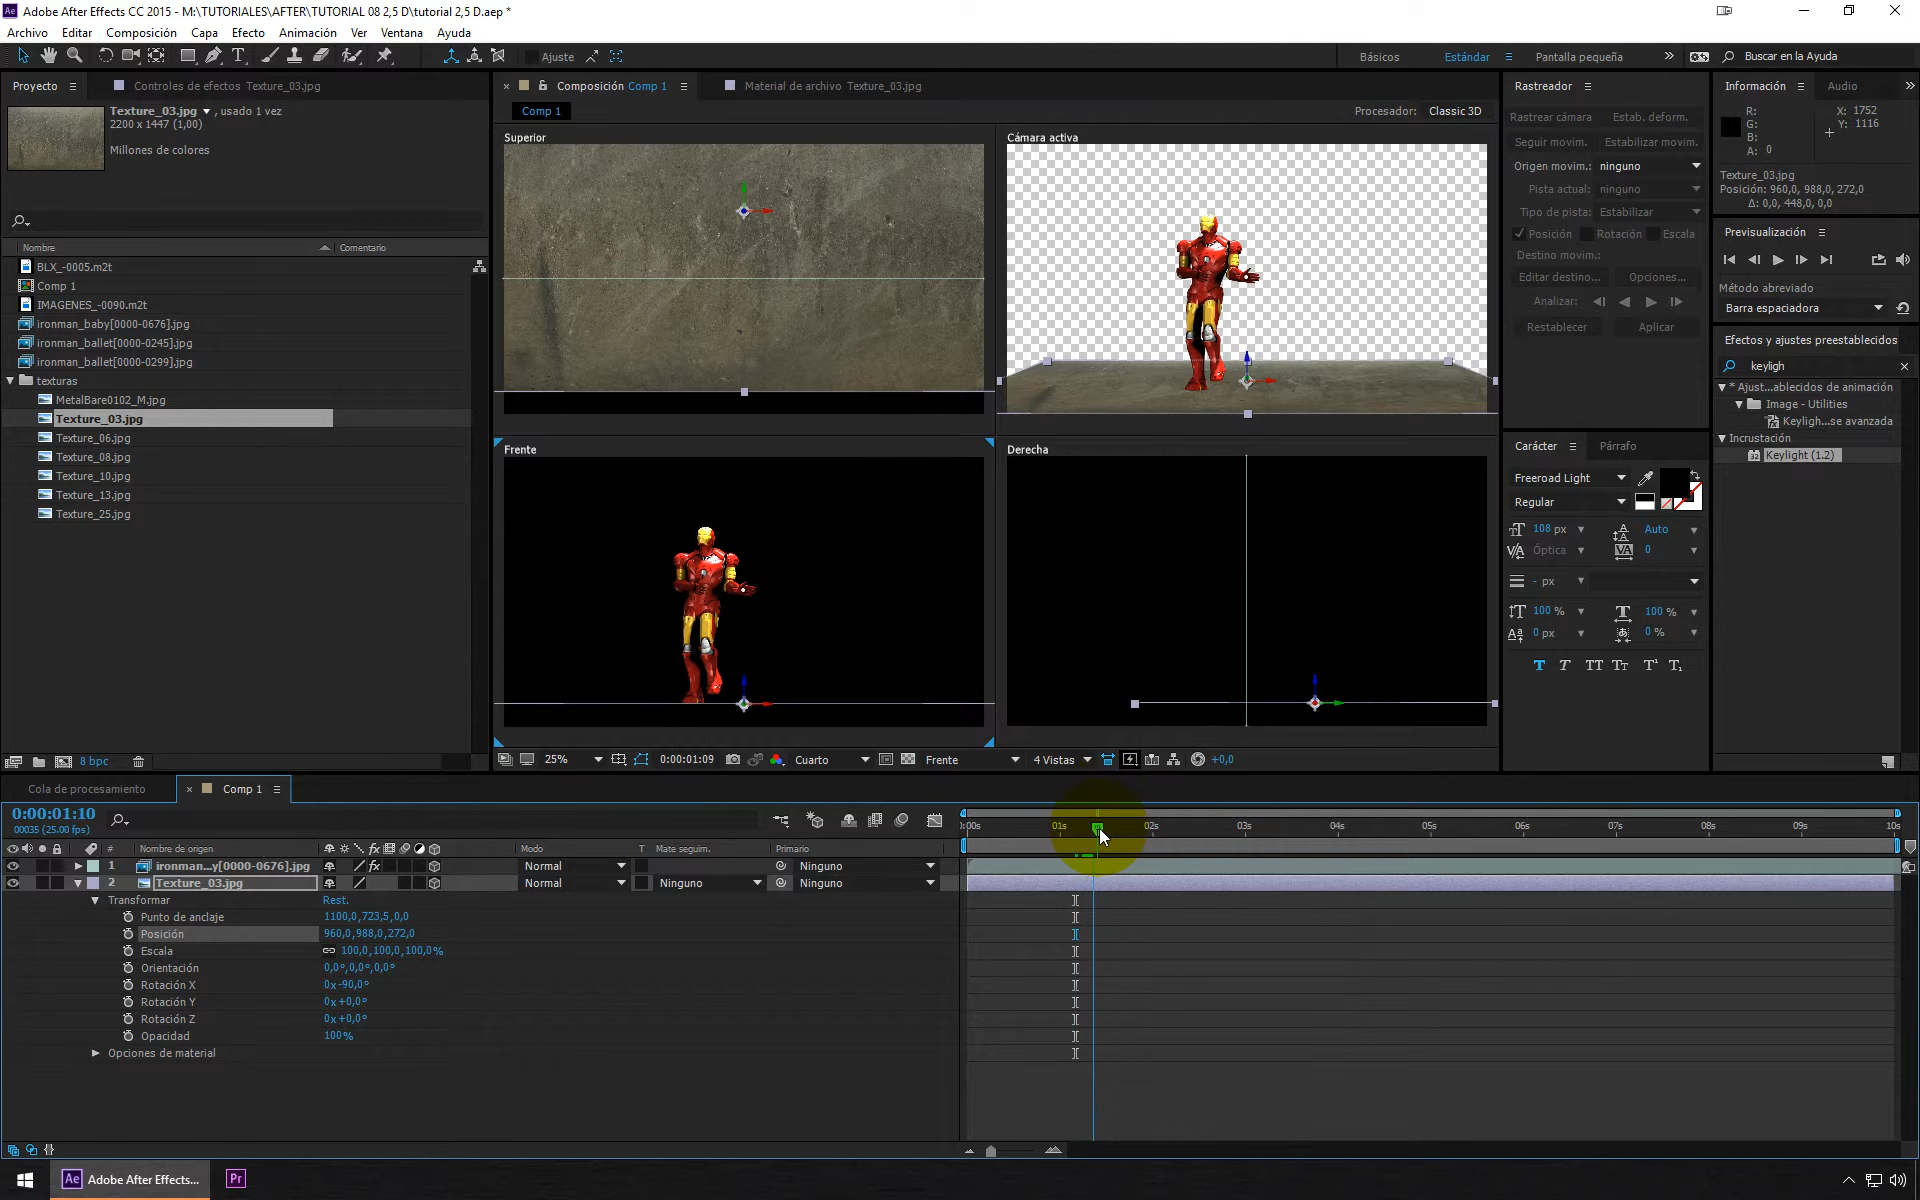 Adobe After Effects CC 2015 - M:\TUTORIALES\AFTER\TUTORIAL 08 2,5 D\tutorial 2,5 D.aep *
Archivo Editar Composición Capa Efecto Animación Ver Ventana Ayuda
Ajuste
Básicos Estándar Pantalla pequeña Buscar en la Ayuda
Proyecto Controles de efectos Texture_03.jpg
Texture_03.jpg , usado 1 vez
2200 x 1447 (1,00)
Millones de colores
Nombre Comentario
BLX_-0005.m2t
Comp 1
IMAGENES_-0090.m2t
ironman_baby[0000-0676].jpg
ironman_ballet[0000-0245].jpg
ironman_ballet[0000-0299].jpg
texturas
MetalBare0102_M.jpg
Texture_03.jpg
Texture_06.jpg
Texture_08.jpg
Texture_10.jpg
Texture_13.jpg
Texture_25.jpg
8 bpc
Composición Comp 1 Material de archivo Texture_03.jpg
Comp 1 Procesador: Classic 3D
Superior
Cámara activa
Frente
Derecha
25% 0:00:01:09 Cuarto Frente 4 Vistas +0,0
Rastreador
Rastrear cámara Estab. deform.
Seguir movim. Estabilizar movim.
Origen movim.: ninguno
Pista actual: ninguno
Tipo de pista: Estabilizar
Posición Rotación Escala
Destino movim.:
Editar destino... Opciones...
Analizar:
Restablecer Aplicar
Carácter Párrafo
Freeroad Light
Regular
108 px Auto
Óptica 0
- px
100 % 100 %
0 px 0 %
T T TT Tт T¹ T₁
Información Audio
R: X: 1752
G: Y: 1116
B:
A: 0
Texture_03.jpg
Posición: 960,0, 988,0, 272,0
Δ: 0,0, 448,0, 0,0
Previsualización
Método abreviado
Barra espaciadora
Efectos y ajustes preestablecidos
keyligh
* Ajust...ablecidos de animación
Image - Utilities
Keyligh...se avanzada
Incrustación
Keylight (1.2)
Cola de procesamiento Comp 1
0:00:01:10
00035 (25.00 fps)
:00s 01s 02s 03s 04s 05s 06s 07s 08s 09s 10s
# Nombre de origen fx Modo T Mate seguim. Primario
1 ironman...y[0000-0676].jpg fx Normal Ninguno
2 Texture_03.jpg Normal Ninguno Ninguno
Transformar Rest.
Punto de anclaje 1100,0,723,5,0,0
Posición 960,0,988,0,272,0
Escala 100,0,100,0,100,0%
Orientación 0,0°,0,0°,0,0°
Rotación X 0x-90,0°
Rotación Y 0x+0,0°
Rotación Z 0x+0,0°
Opacidad 100%
Opciones de material
Ae Adobe After Effects... Pr